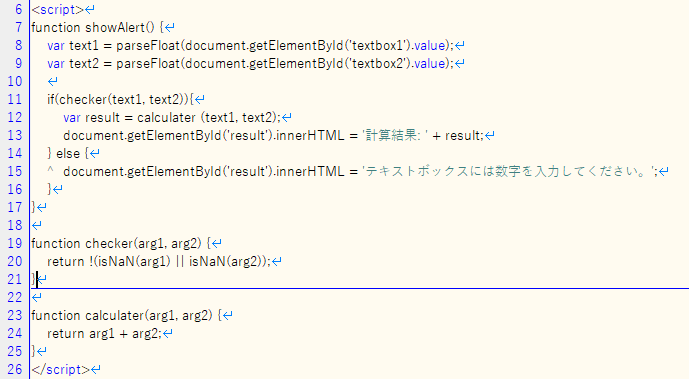 6 <script>↵
7 function showAlert() {↵
8 var text1 = parseFloat(document.getElementById('textbox1').value);↵
9 var text2 = parseFloat(document.getElementById('textbox2').value);↵
10 ↵
11 if(checker(text1, text2)){↵
12 var result = calculater (text1, text2);↵
13 document.getElementById('result').innerHTML = '計算結果: ' + result;↵
14 } else {↵
15 ^ document.getElementById('result').innerHTML = 'テキストボックスには数字を入力してください。';↵
16 }↵
17 }↵
18 ↵
19 function checker(arg1, arg2) {↵
20 return !(isNaN(arg1) || isNaN(arg2));↵
21 }↵
22 ↵
23 function calculater(arg1, arg2) {↵
24 return arg1 + arg2;↵
25 }↵
26 </script>↵